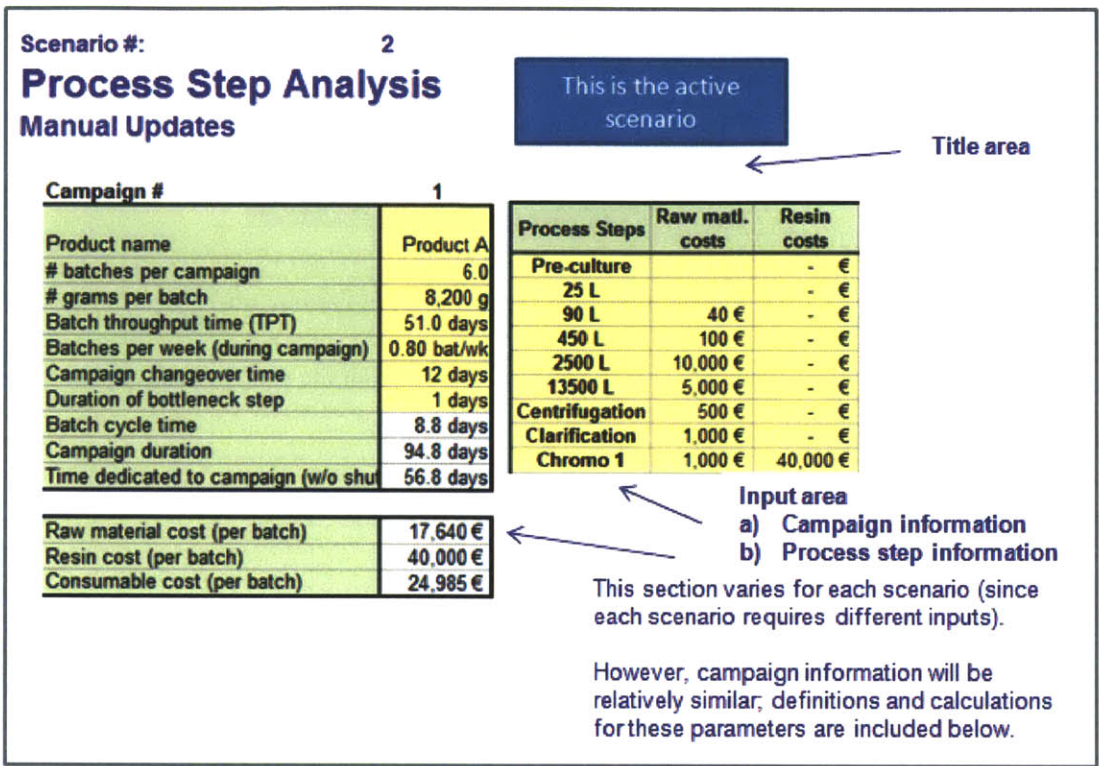 Scenario #: 2
Process Step Analysis
Manual Updates
This is the active
scenario
Title area
Campaign # 1
Product name Product A
# batches per campaign 6.0
# grams per batch 8,200 g
Batch throughput time (TPT) 51.0 days
Batches per week (during campaign) 0.80 bat/wk
Campaign changeover time 12 days
Duration of bottleneck step 1 days
Batch cycle time 8.8 days
Campaign duration 94.8 days
Time dedicated to campaign (w/o shut 56.8 days
Process Steps Raw matl. costs Resin costs
Pre-culture - €
25 L - €
90 L 40 € - €
450 L 100 € - €
2500 L 10,000 € - €
13500 L 5,000 € - €
Centrifugation 500 € - €
Clarification 1,000 € - €
Chromo 1 1,000 € 40,000 €
Raw material cost (per batch) 17,640 €
Resin cost (per batch) 40,000 €
Consumable cost (per batch) 24,985 €
Input area
a) Campaign information
b) Process step information
This section varies for each scenario (since
each scenario requires different inputs).
However, campaign information will be
relatively similar; definitions and calculations
for these parameters are included below.